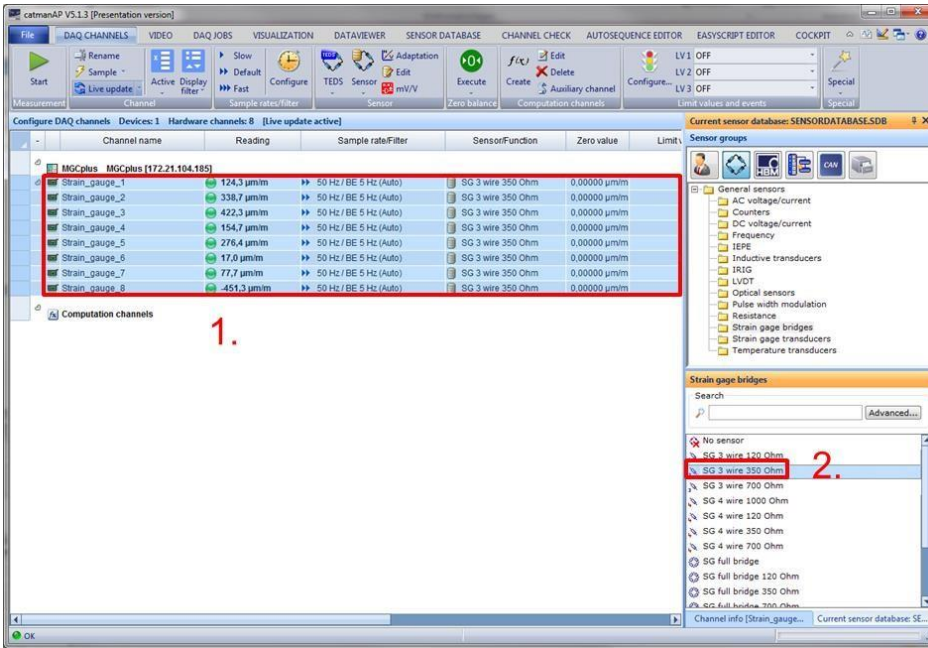 catmanAP V5.1.3 [Presentation version]
File DAQ CHANNELS VIDEO DAQ JOBS VISUALIZATION DATAVIEWER SENSOR DATABASE CHANNEL CHECK AUTOSEQUENCE EDITOR EASYSCRIPT EDITOR COCKPIT
Start
Measurement
Rename
Sample
Live update
Active
Display filter
Channel
Slow
Default
Fast
Configure
Sample rates/filter
TEDS
Sensor
Adaptation
Edit
mV/V
Sensor
Execute
Zero balance
f(x)
Create
Edit
Delete
Auxiliary channel
Computation channels
Configure...
LV 1 OFF
LV 2 OFF
LV 3 OFF
Limit values and events
Special
Special
Configure DAQ channels Devices: 1 Hardware channels: 8 [Live update active]
- Channel name Reading Sample rate/Filter Sensor/Function Zero value Limit v
MGCplus MGCplus [172.21.104.185]
Strain_gauge_1 124,3 µm/m 50 Hz / BE 5 Hz (Auto) SG 3 wire 350 Ohm 0,00000 µm/m
Strain_gauge_2 338,7 µm/m 50 Hz / BE 5 Hz (Auto) SG 3 wire 350 Ohm 0,00000 µm/m
Strain_gauge_3 422,3 µm/m 50 Hz / BE 5 Hz (Auto) SG 3 wire 350 Ohm 0,00000 µm/m
Strain_gauge_4 154,7 µm/m 50 Hz / BE 5 Hz (Auto) SG 3 wire 350 Ohm 0,00000 µm/m
Strain_gauge_5 276,4 µm/m 50 Hz / BE 5 Hz (Auto) SG 3 wire 350 Ohm 0,00000 µm/m
Strain_gauge_6 17,0 µm/m 50 Hz / BE 5 Hz (Auto) SG 3 wire 350 Ohm 0,00000 µm/m
Strain_gauge_7 77,7 µm/m 50 Hz / BE 5 Hz (Auto) SG 3 wire 350 Ohm 0,00000 µm/m
Strain_gauge_8 -451,3 µm/m 50 Hz / BE 5 Hz (Auto) SG 3 wire 350 Ohm 0,00000 µm/m
Computation channels
1.
Current sensor database: SENSORDATABASE.SDB
Sensor groups
HBM
CAN
General sensors
AC voltage/current
Counters
DC voltage/current
Frequency
IEPE
Inductive transducers
IRIG
LVDT
Optical sensors
Pulse width modulation
Resistance
Strain gage bridges
Strain gage transducers
Temperature transducers
Strain gage bridges
Search
Advanced...
No sensor
SG 3 wire 120 Ohm
SG 3 wire 350 Ohm
2.
SG 3 wire 700 Ohm
SG 4 wire 1000 Ohm
SG 4 wire 120 Ohm
SG 4 wire 350 Ohm
SG 4 wire 700 Ohm
SG full bridge
SG full bridge 120 Ohm
SG full bridge 350 Ohm
SG full bridge 700 Ohm
Channel info [Strain_gauge... Current sensor database: SE...
OK